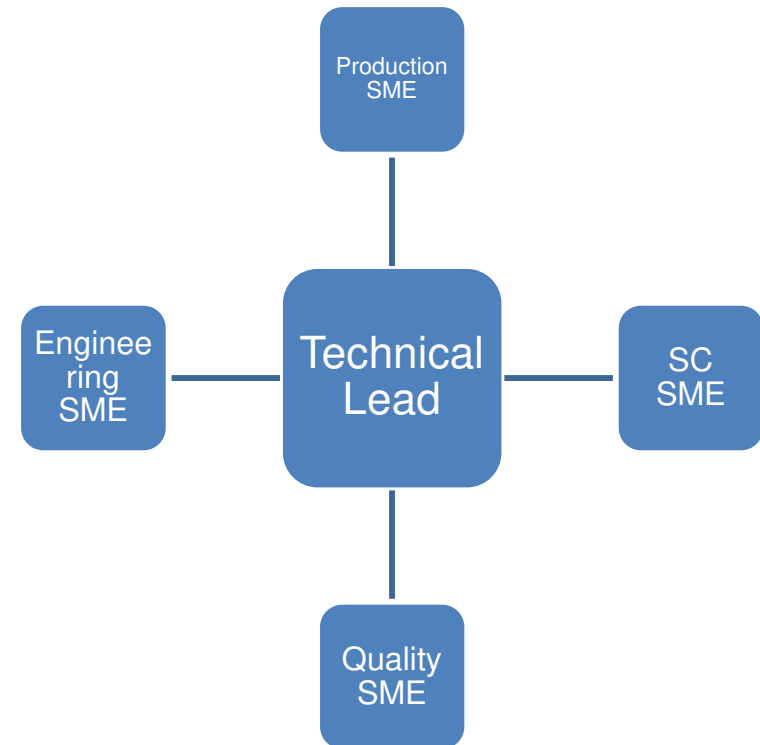 Production
SME
Enginee
ring
SME
Technical
Lead
SC
SME
Quality
SME